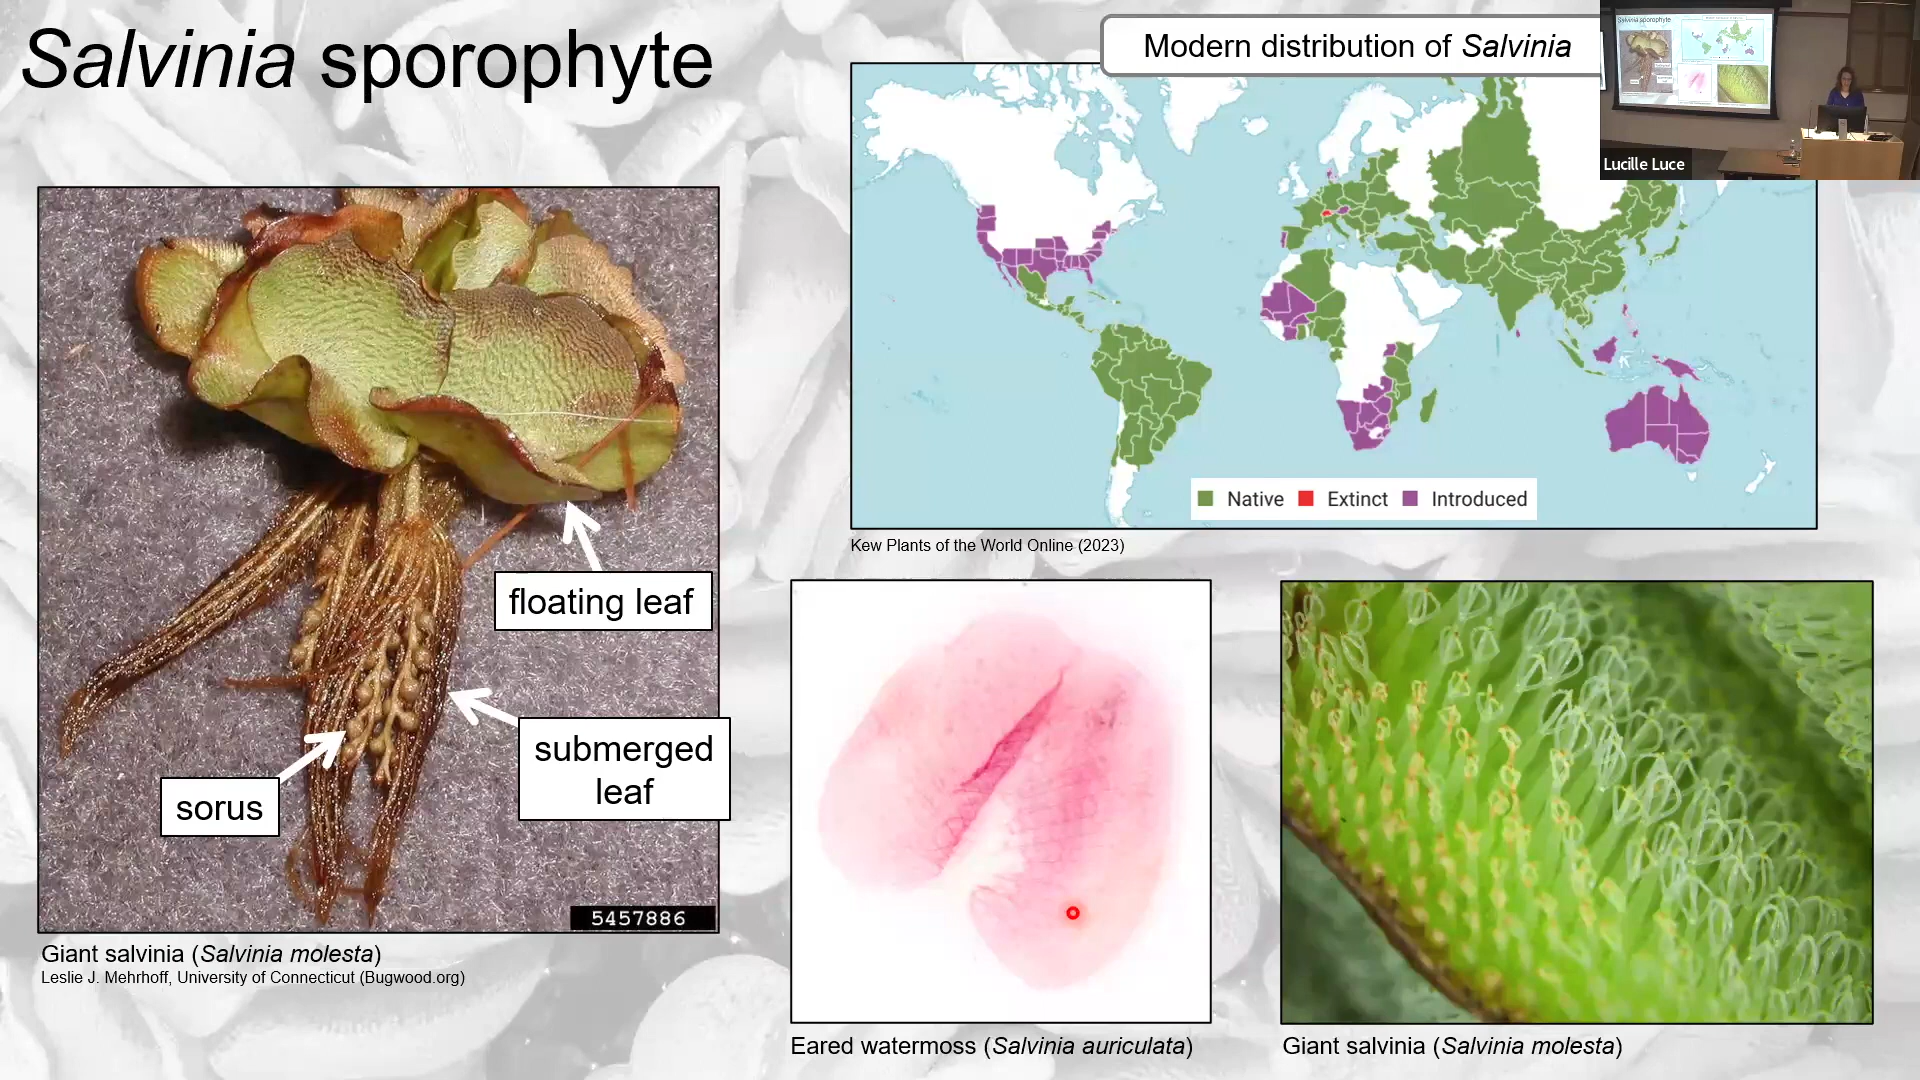 Salvinia sporophyte
Modern distribution of Salvinia
Lucille Luce
Native
Extinct
Introduced
Kew Plants of the World Online (2023)
floating leaf
submerged
leaf
sorus
5457886
Giant salvinia (Salvinia molesta)
Leslie J. Mehrhoff, University of Connecticut (Bugwood.org)
Eared watermoss (Salvinia auriculata)
Giant salvinia (Salvinia molesta)